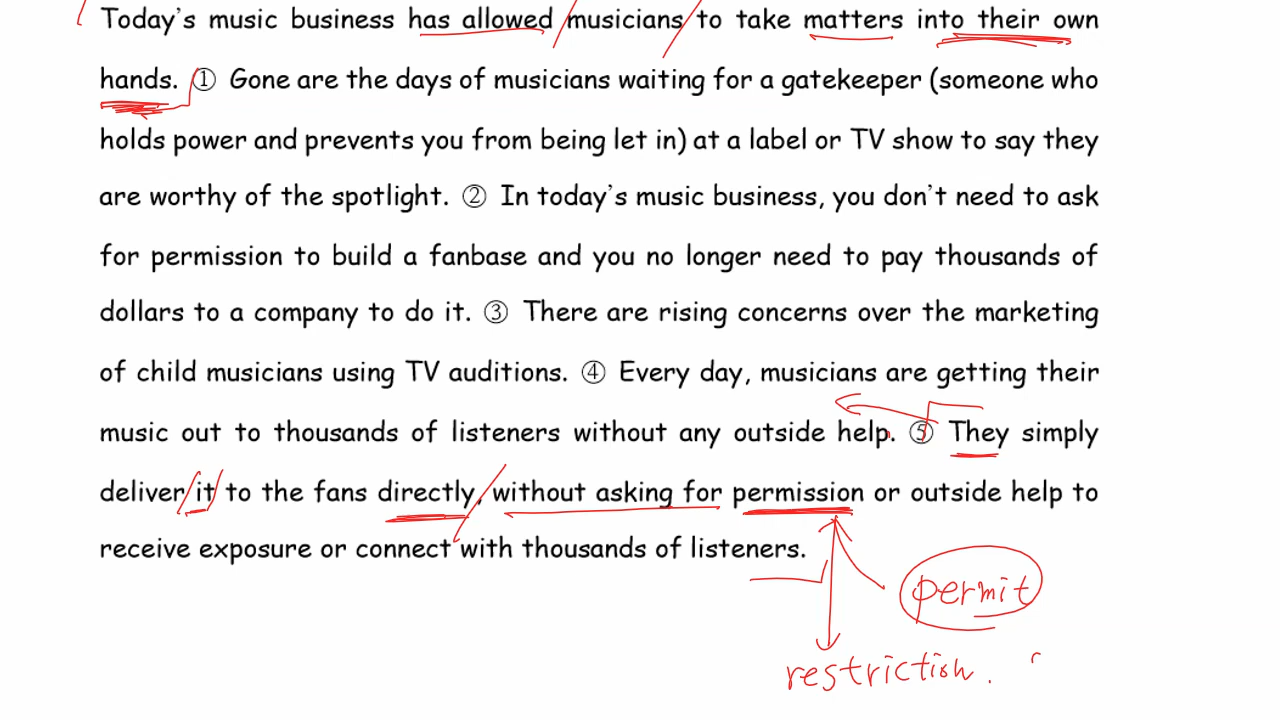 Today's music business has allowed musicians to take matters into their own
hands. ① Gone are the days of musicians waiting for a gatekeeper (someone who
holds power and prevents you from being let in) at a label or TV show to say they
are worthy of the spotlight. ② In today's music business, you don't need to ask
for permission to build a fanbase and you no longer need to pay thousands of
dollars to a company to do it. ③ There are rising concerns over the marketing
of child musicians using TV auditions. ④ Every day, musicians are getting their
music out to thousands of listeners without any outside help. ⑤ They simply
deliver it to the fans directly, without asking for permission or outside help to
receive exposure or connect with thousands of listeners.
permit
restriction.